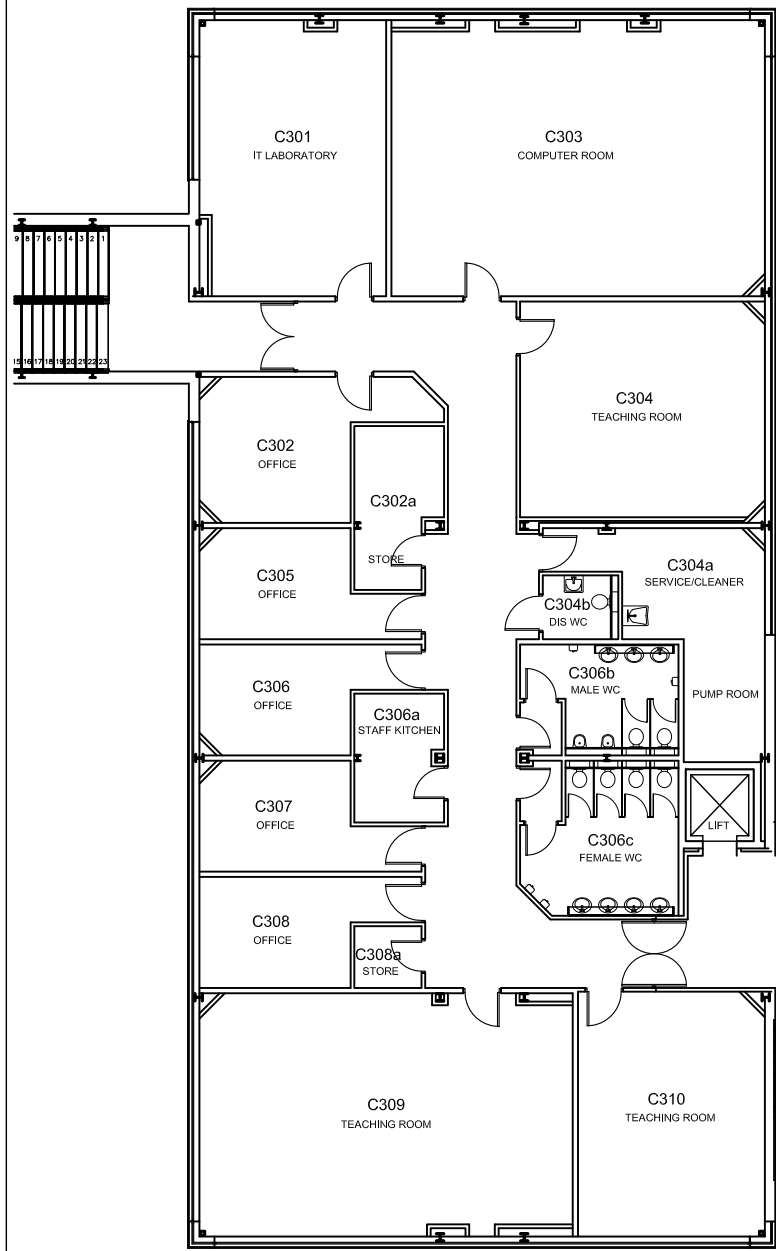 C301
IT LABORATORY
C303
COMPUTER ROOM
9 8 7 6 5 4 3 2 1
15 16 17 18 19 20 21 22 23
C304
TEACHING ROOM
C302
OFFICE
C302a
STORE
C305
OFFICE
C304a
SERVICE/CLEANER
C304b
DIS WC
C306
OFFICE
C306a
STAFF KITCHEN
C306b
MALE WC
PUMP ROOM
C307
OFFICE
LIFT
C306c
FEMALE WC
C308
OFFICE
C308a
STORE
C309
TEACHING ROOM
C310
TEACHING ROOM